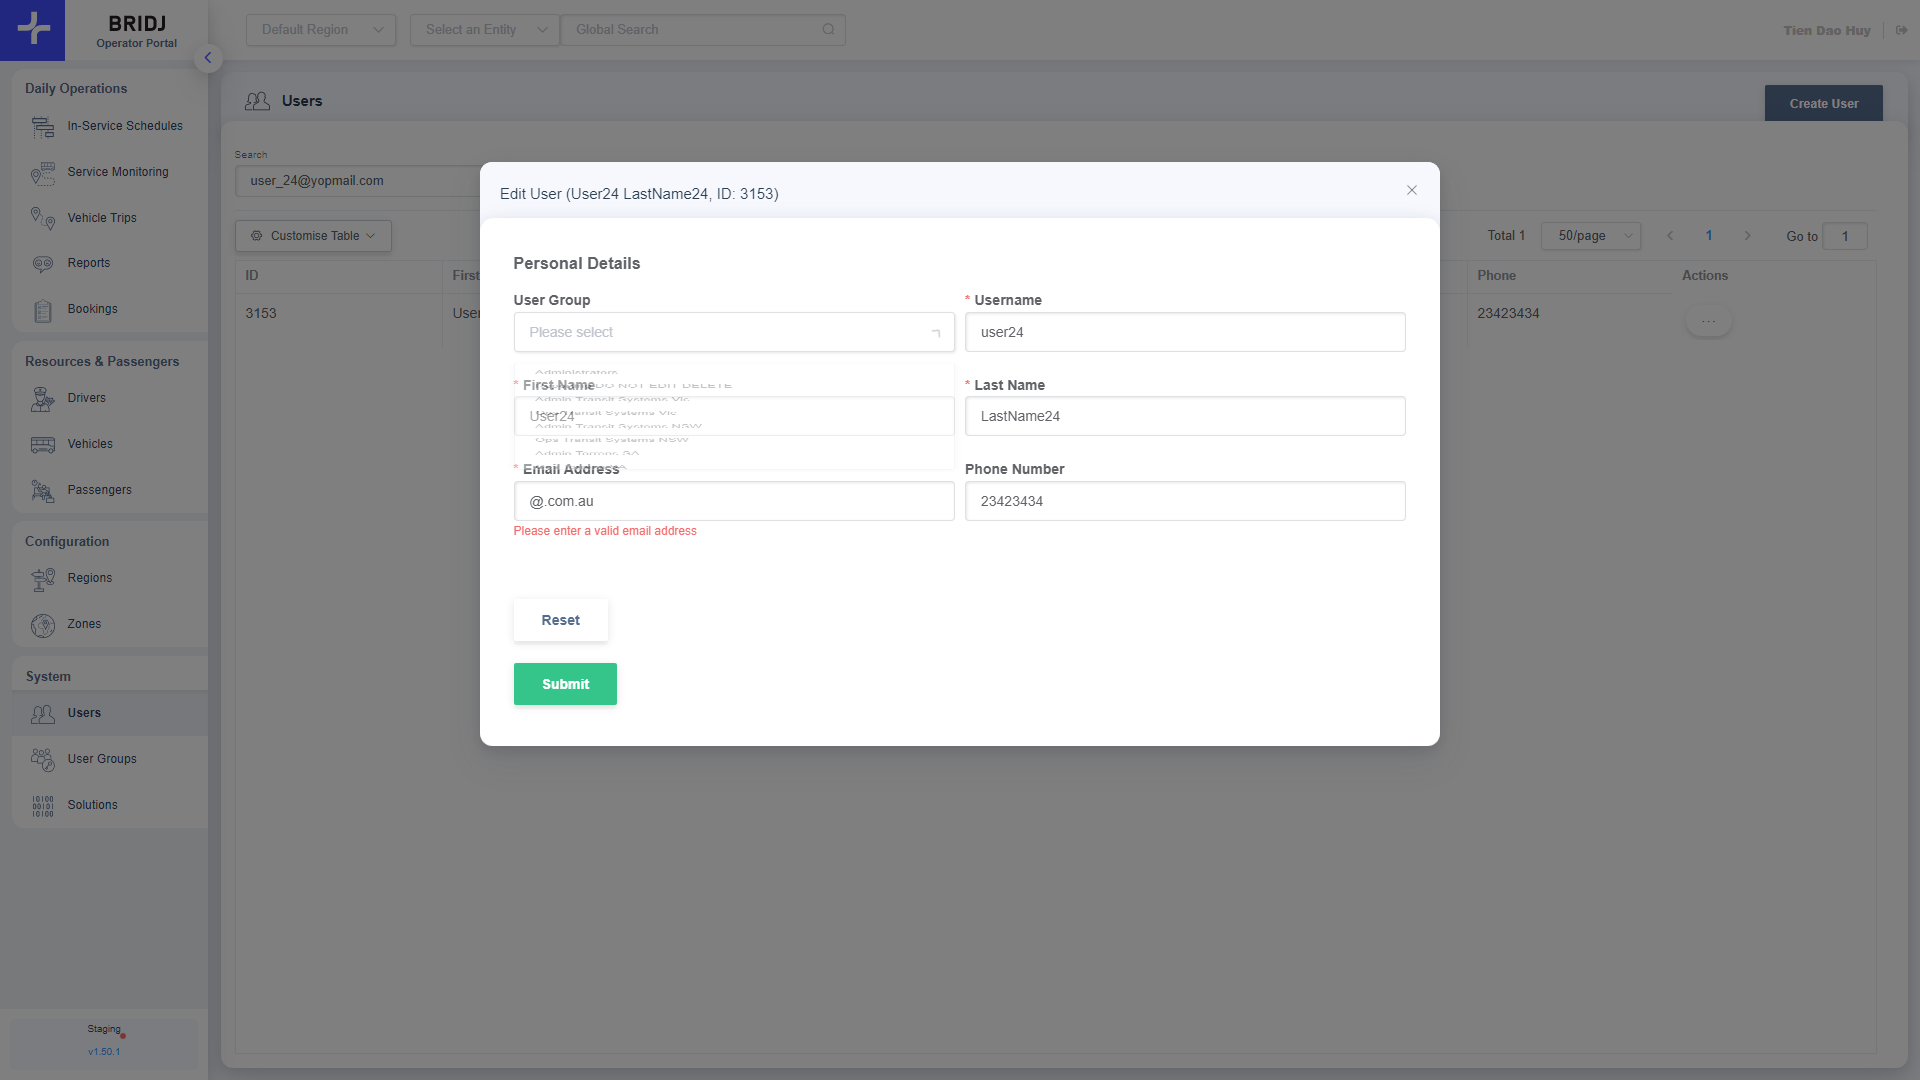 BRIDJ
Operator Portal
Default Region
Select an Entity
Global Search
Tien Dao Huy
Daily Operations
In-Service Schedules
Service Monitoring
Vehicle Trips
Reports
Bookings
Resources & Passengers
Drivers
Vehicles
Passengers
Configuration
Regions
Zones
System
Users
User Groups
Solutions
Staging
v1.50.1
Users
Create User
Search
user_24@yopmail.com
Customise Table
Total 1
50/page
1
Go to
1
ID
First
Phone
Actions
3153
User
23423434
...
Edit User (User24 LastName24, ID: 3153)
Personal Details
User Group
* Username
Please select
user24
Administrators
DO NOT EDIT DELETE
Admin Transit Systems Vic
Ops Transit Systems Vic
Admin Transit Systems NSW
Ops Transit Systems NSW
Admin Torrens SA
* First Name
* Last Name
User24
LastName24
* Email Address
Phone Number
@.com.au
23423434
Please enter a valid email address
Reset
Submit